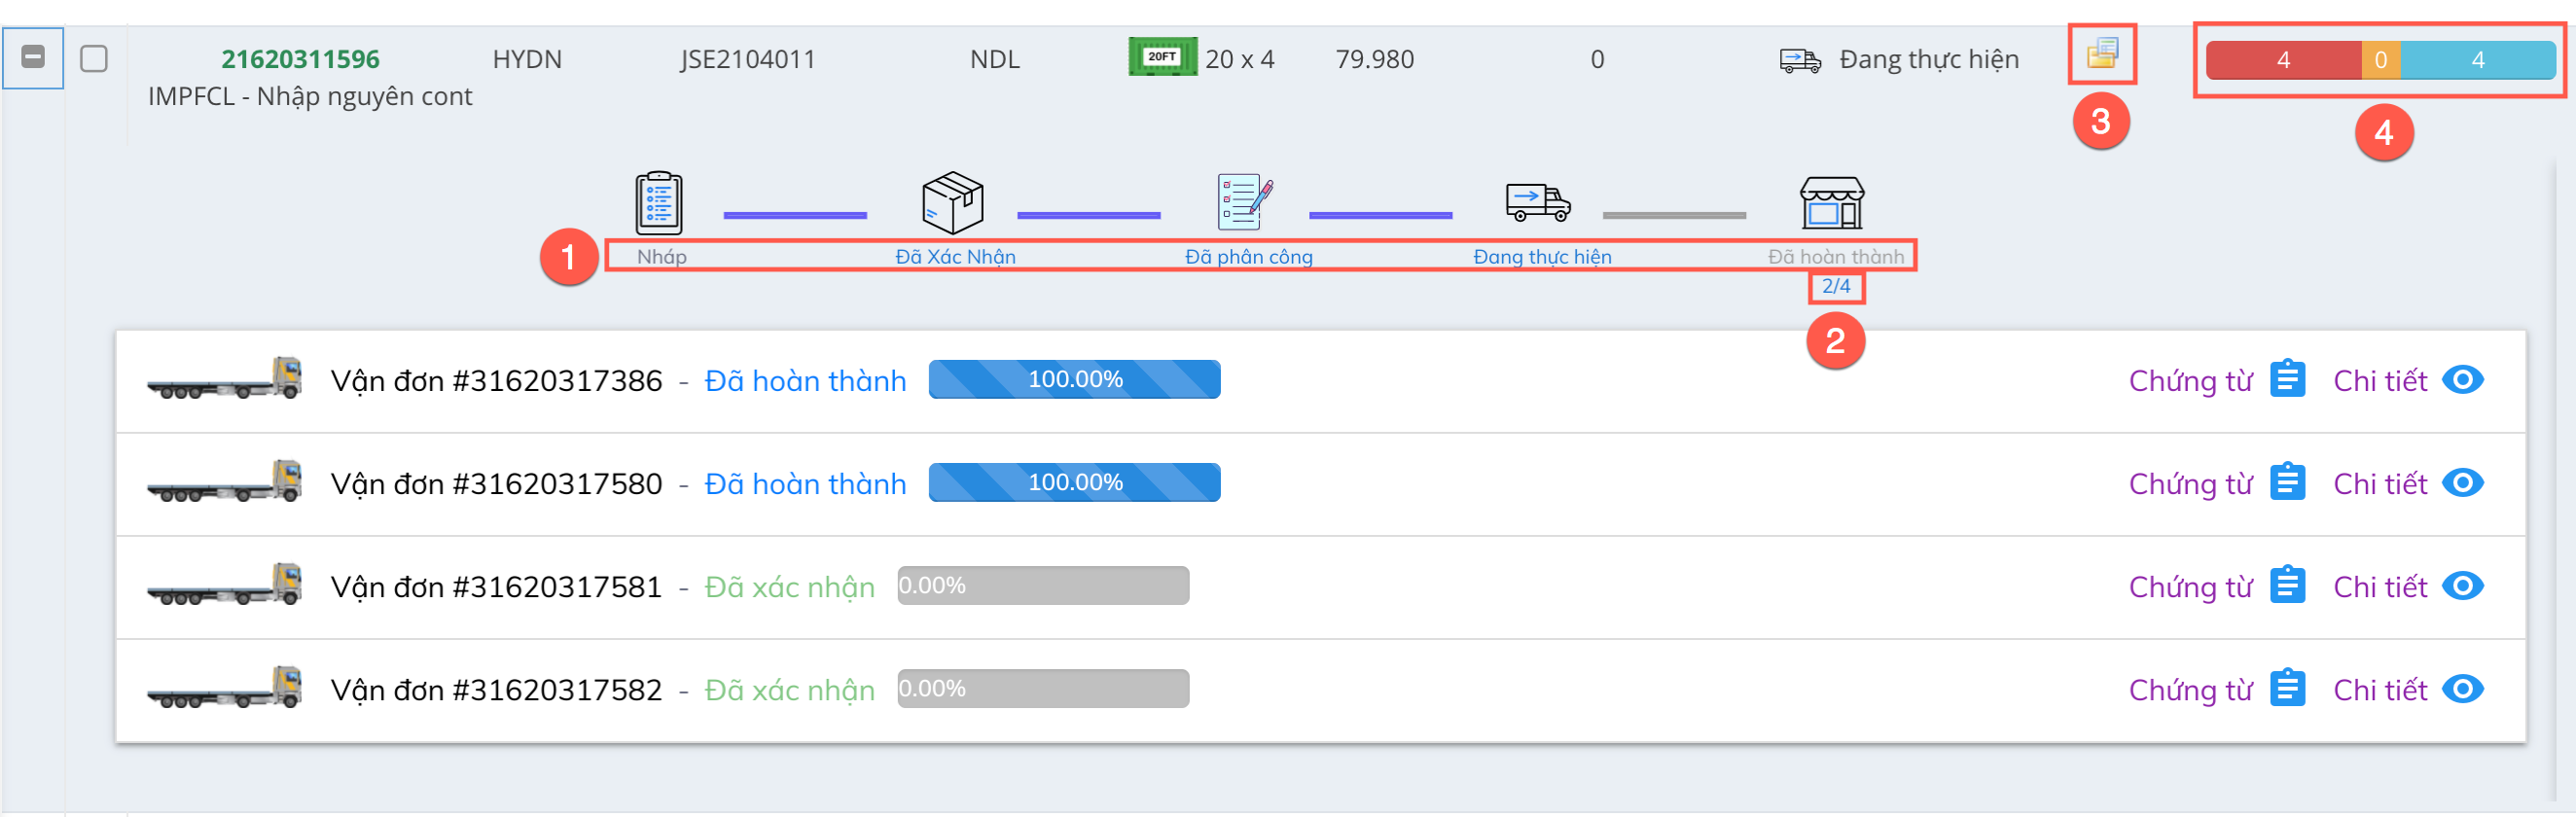 21620311596 HYDN JSE2104011 NDL 20FT 20 x 4 79.980 0 Đang thực hiện 4 0 4
IMPFCL - Nhập nguyên cont
3
4
1 Nháp Đã Xác Nhận Đã phân công Đang thực hiện Đã hoàn thành
2/4
2
Vận đơn #31620317386 - Đã hoàn thành 100.00% Chứng từ Chi tiết
Vận đơn #31620317580 - Đã hoàn thành 100.00% Chứng từ Chi tiết
Vận đơn #31620317581 - Đã xác nhận 0.00% Chứng từ Chi tiết
Vận đơn #31620317582 - Đã xác nhận 0.00% Chứng từ Chi tiết